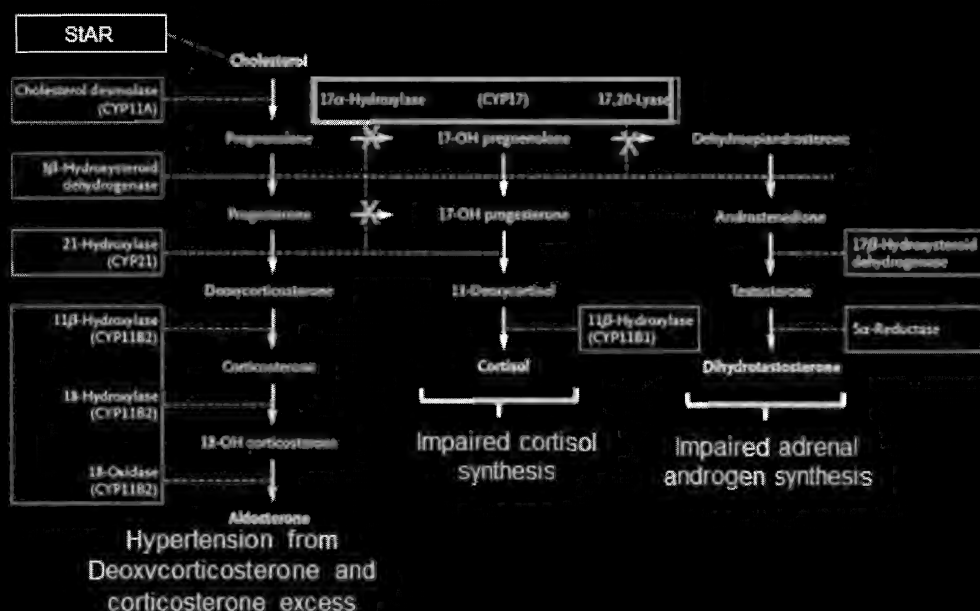 StAR
Cholesterol
Cholesterol desmolase
(CYP11A)
17α-Hydroxylase (CYP17) 17,20-Lyase
Pregnenolone 17-OH pregnenolone Dehydroepiandrosterone
3β-Hydroxysteroid
dehydrogenase
Progesterone 17-OH progesterone Androstenedione
21-Hydroxylase
(CYP21)
17β-Hydroxysteroid
dehydrogenase
Deoxycorticosterone 11-Deoxycortisol Testosterone
11β-Hydroxylase
(CYP11B2)
11β-Hydroxylase
(CYP11B1)
5α-Reductase
Corticosterone Cortisol Dihydrotastosterone
18-Hydroxylase
(CYP11B2)
18-OH corticosterone
18-Oxidase
(CYP11B2)
Aldosterone
Impaired cortisol
synthesis
Impaired adrenal
androgen synthesis
Hypertension from
Deoxycorticosterone and
corticosterone excess